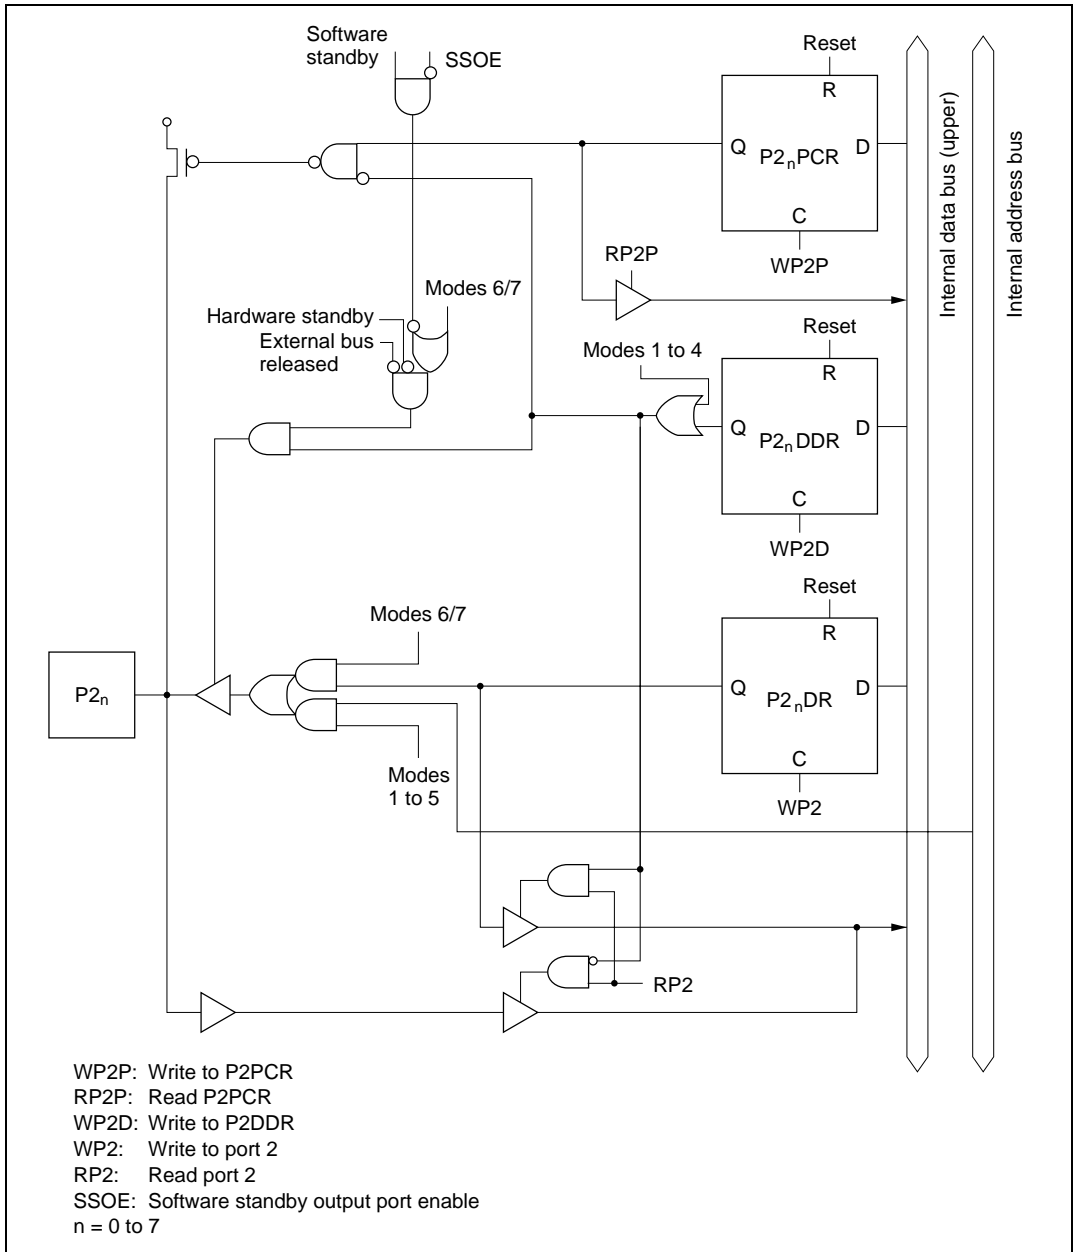 Software
standby
SSOE
Reset
R
Q P2nPCR D
C
WP2P
RP2P
Internal data bus (upper)
Internal address bus
Modes 6/7
Hardware standby
External bus
released
Modes 1 to 4
Reset
R
Q P2nDDR D
C
WP2D
Reset
R
Q P2nDR D
C
WP2
Modes 6/7
P2n
Modes
1 to 5
RP2
WP2P: Write to P2PCR
RP2P: Read P2PCR
WP2D: Write to P2DDR
WP2: Write to port 2
RP2: Read port 2
SSOE: Software standby output port enable
n = 0 to 7